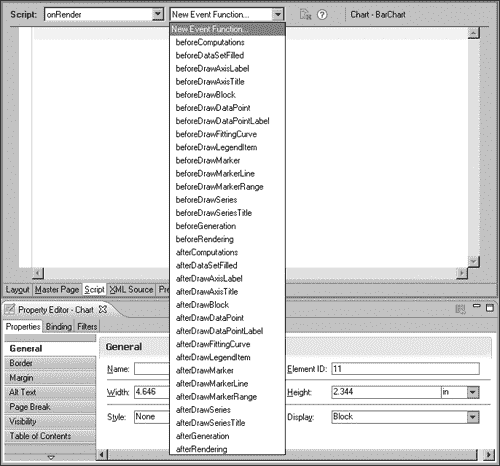 Script: onRender New Event Function... Chart - BarChart
New Event Function...
beforeComputations
beforeDataSetFilled
beforeDrawAxisLabel
beforeDrawAxisTitle
beforeDrawBlock
beforeDrawDataPoint
beforeDrawDataPointLabel
beforeDrawFittingCurve
beforeDrawLegendItem
beforeDrawMarker
beforeDrawMarkerLine
beforeDrawMarkerRange
beforeDrawSeries
beforeDrawSeriesTitle
beforeGeneration
beforeRendering
afterComputations
afterDataSetFilled
afterDrawAxisLabel
afterDrawAxisTitle
afterDrawBlock
afterDrawDataPoint
afterDrawDataPointLabel
afterDrawFittingCurve
afterDrawLegendItem
afterDrawMarker
afterDrawMarkerLine
afterDrawMarkerRange
afterDrawSeries
afterDrawSeriesTitle
afterGeneration
afterRendering
Layout Master Page Script XML Source Pre
Property Editor - Chart
Properties Binding Filters
General
Border
Margin
Alt Text
Page Break
Visibility
Table of Contents
General
Name: Element ID: 11
Width: 4.646 Height: 2.344 in
Style: None Display: Block